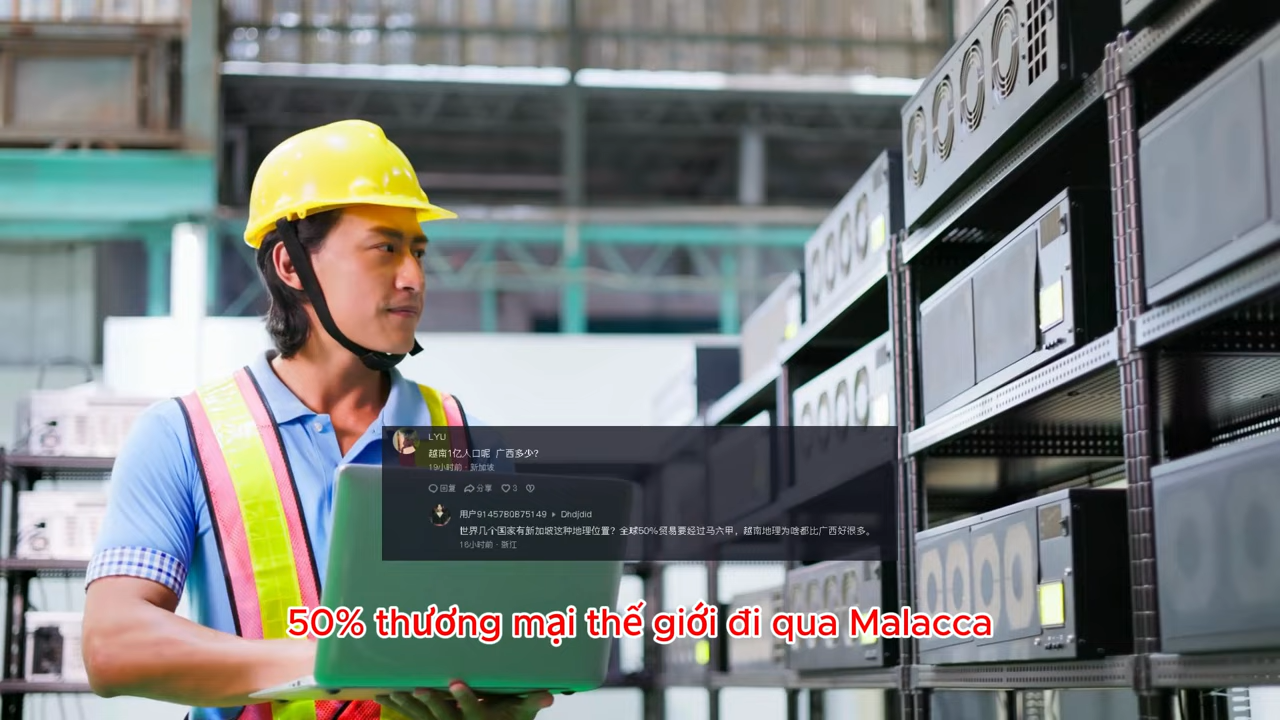 LYU
越南1亿人口呢 广西多少?
19小时前 · 新加坡
回复 分享 3
用户91457B0B75149 ▸ Dhdjdid
世界几个国家有新加坡这种地理位置? 全球50%贸易要经过马六甲, 越南地理为啥都比广西好很多。
16小时前 · 浙江
50% thương mại thế giới đi qua Malacca